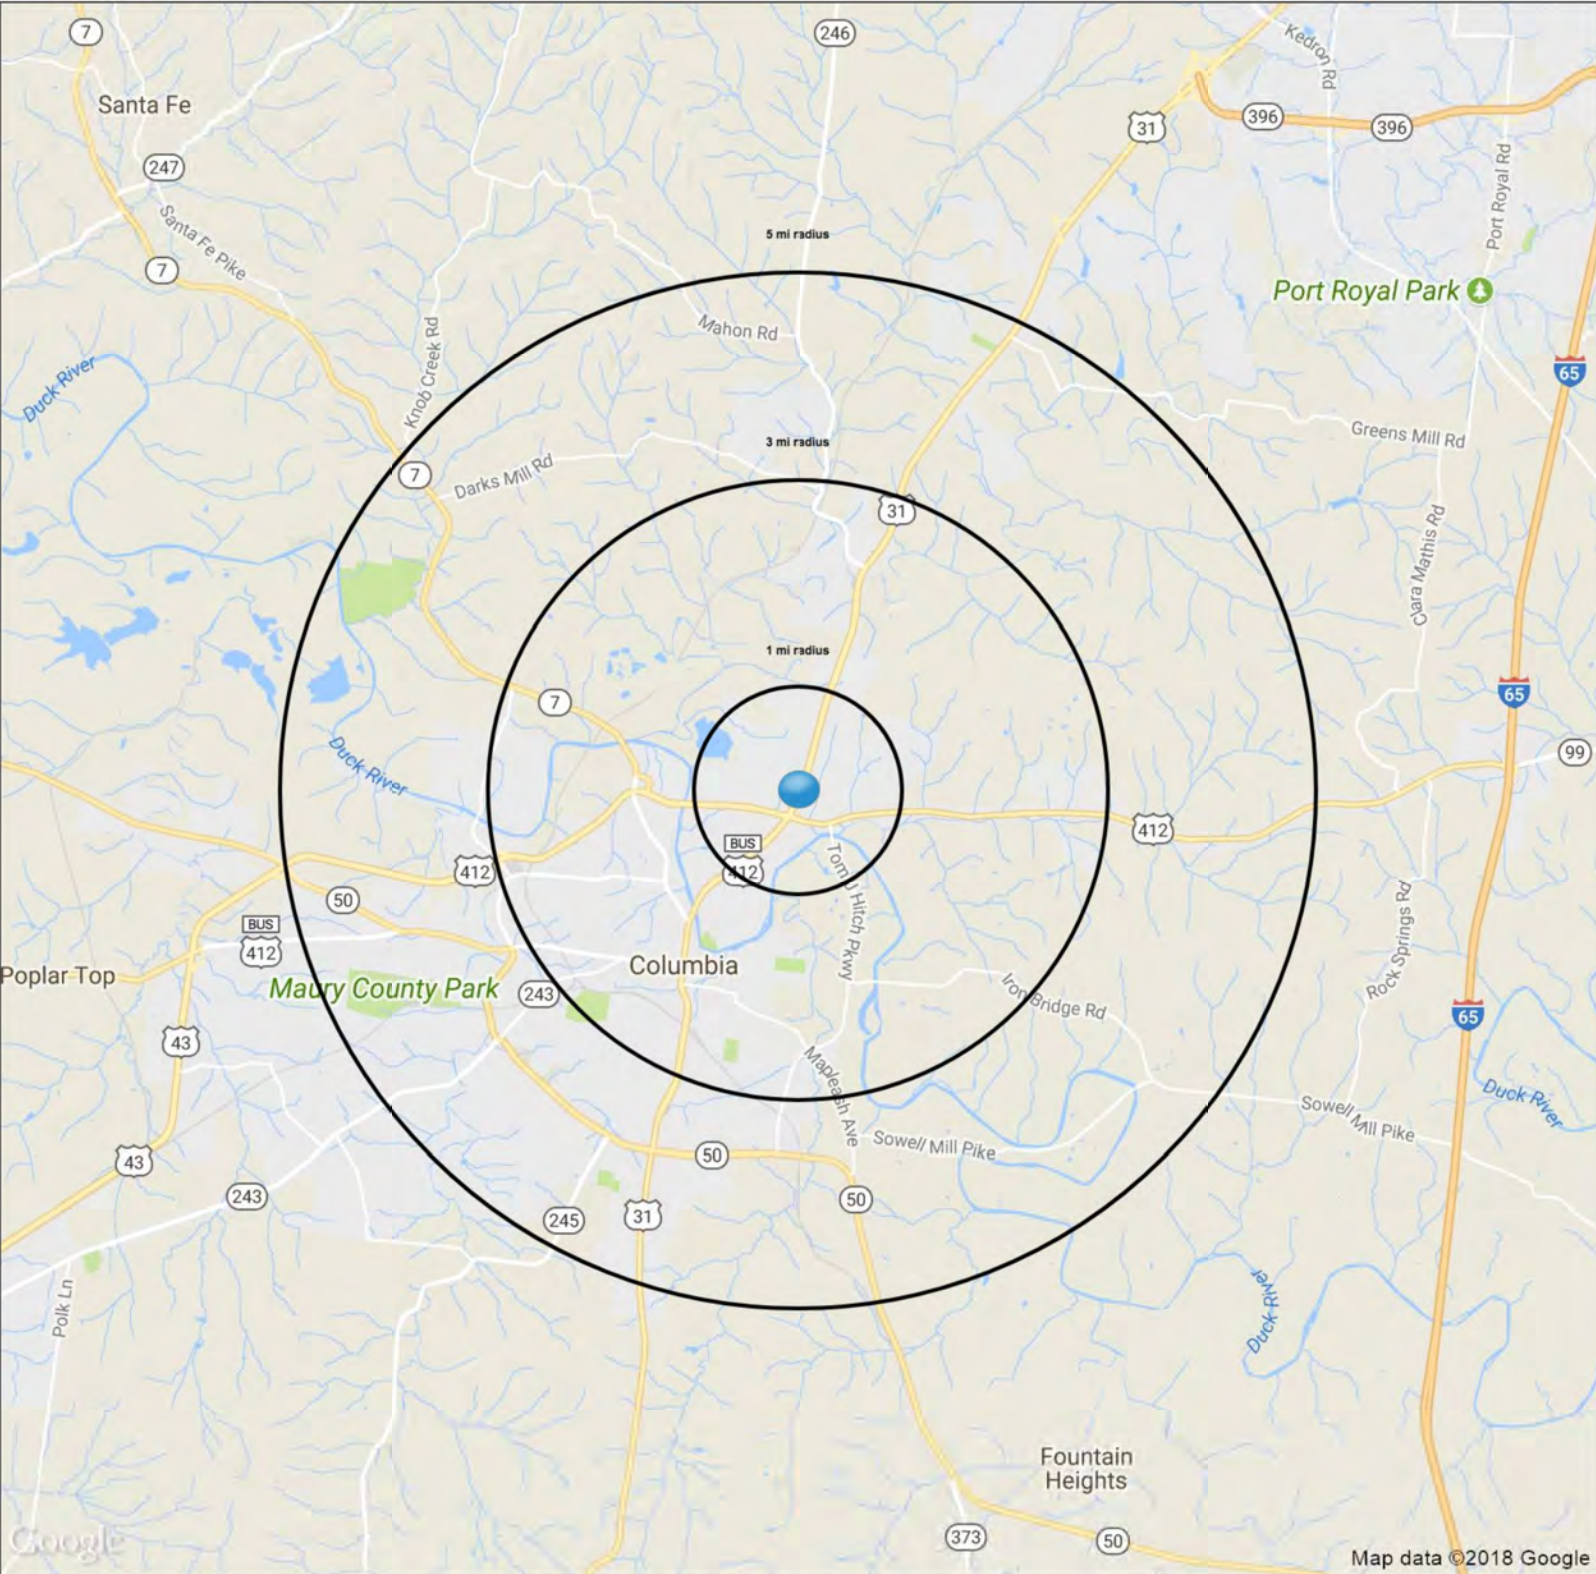 7
246
Kedron Rd
Santa Fe
31
396
396
247
Port Royal Rd
Santa Fe Pike
5 mi radius
7
Port Royal Park
Mahon Rd
Knob Creek Rd
Duck River
65
Greens Mill Rd
3 mi radius
7
Darks Mill Rd
31
Clara Mathis Rd
1 mi radius
65
7
99
Duck River
412
BUS
412
Tom J Hitch Pkwy
412
50
BUS
412
Rock Springs Rd
Columbia
Poplar Top
Maury County Park
243
Iron Bridge Rd
65
43
Mapleash Ave
Duck River
Sowell Mill Pike
Sowell Mill Pike
43
50
243
50
245
31
Duck River
Polk Ln
Fountain
Heights
373
50
Google
Map data ©2018 Google